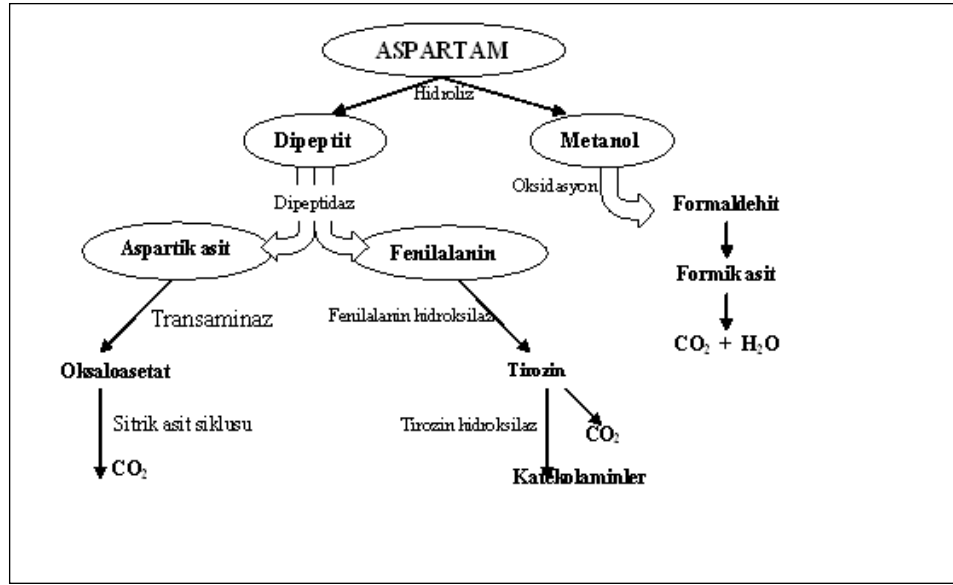 ASPARTAM
Hidroliz
Dipeptit
Metanol
Oksidasyon
Dipeptidaz
Formaldehit
Aspartik asit
Fenilalanin
Formik asit
Transaminaz
Fenilalanin hidroksilaz
CO₂ + H₂O
Oksaloasetat
Tirozin
Sitrik asit siklusu
Tirozin hidroksilaz
CO₂
CO₂
Katekolaminler